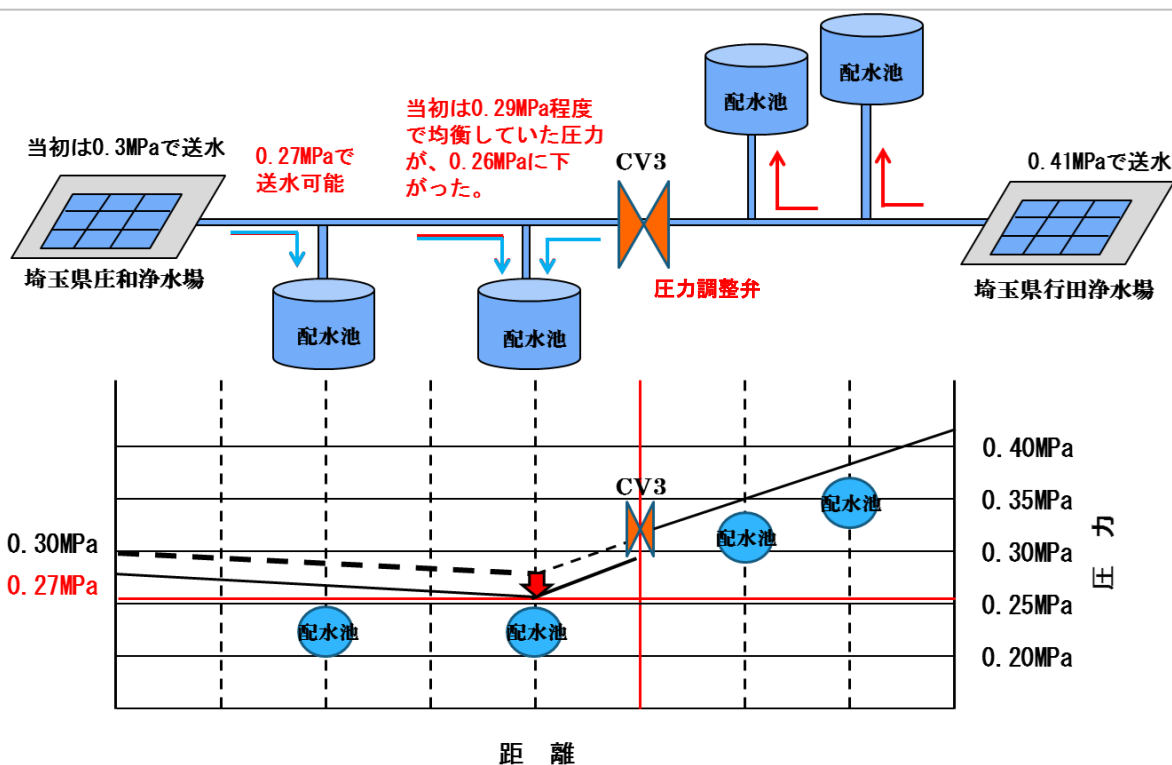 配水池
配水池
当初は0.29MPa程度
で均衡していた圧力
が、0.26MPaに下
がった。
当初は0.3MPaで送水
0.27MPaで
送水可能
CV3
0.41MPaで送水
埼玉県庄和浄水場
圧力調整弁
埼玉県行田浄水場
配水池
配水池
0.40MPa
CV3
0.35MPa
配水池
配水池
0.30MPa
0.30MPa
0.27MPa
圧力
0.25MPa
配水池
配水池
0.20MPa
距離